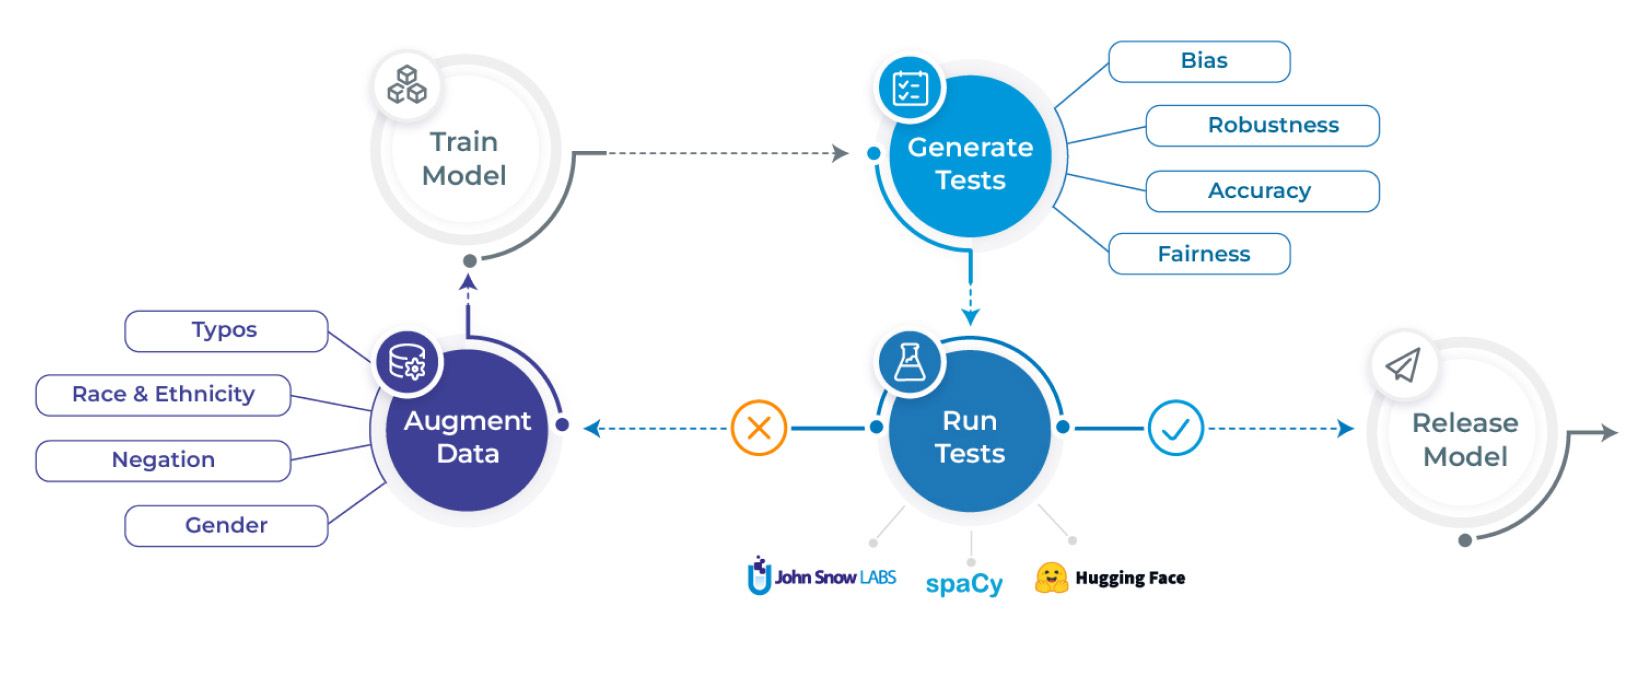 Train
Model
Generate
Tests
Bias
Robustness
Accuracy
Fairness
Typos
Race & Ethnicity
Negation
Gender
Augment
Data
Run
Tests
Release
Model
John Snow LABS
spaCy
Hugging Face